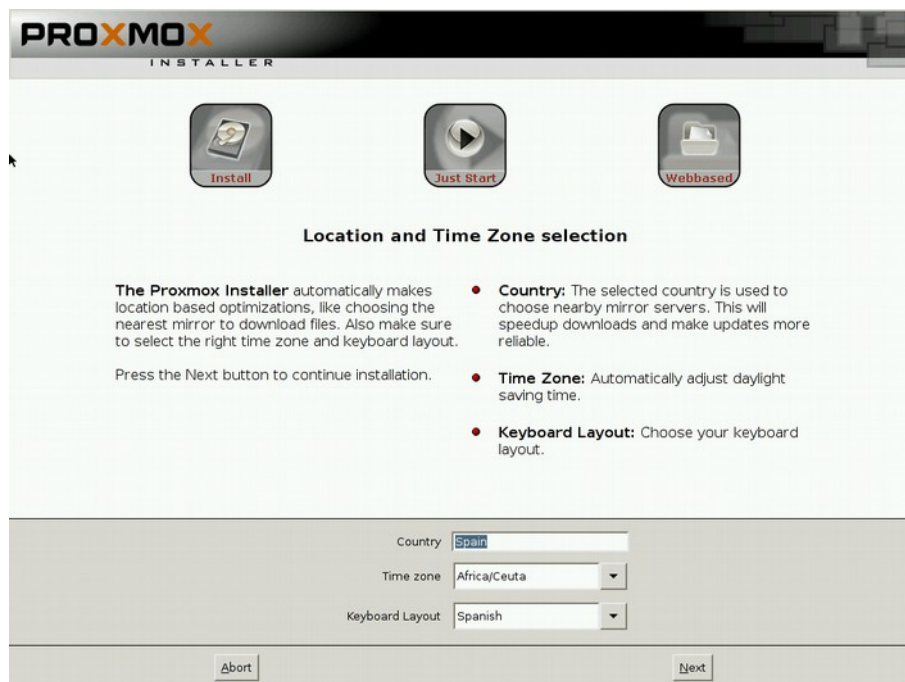 PROXMOX
INSTALLER
Install
Just Start
Webbased
Location and Time Zone selection
The Proxmox Installer automatically makes
location based optimizations, like choosing the
nearest mirror to download files. Also make sure
to select the right time zone and keyboard layout.
Press the Next button to continue installation.
Country: The selected country is used to
choose nearby mirror servers. This will
speedup downloads and make updates more
reliable.
Time Zone: Automatically adjust daylight
saving time.
Keyboard Layout: Choose your keyboard
layout.
Country Spain
Time zone Africa/Ceuta
Keyboard Layout Spanish
Abort Next